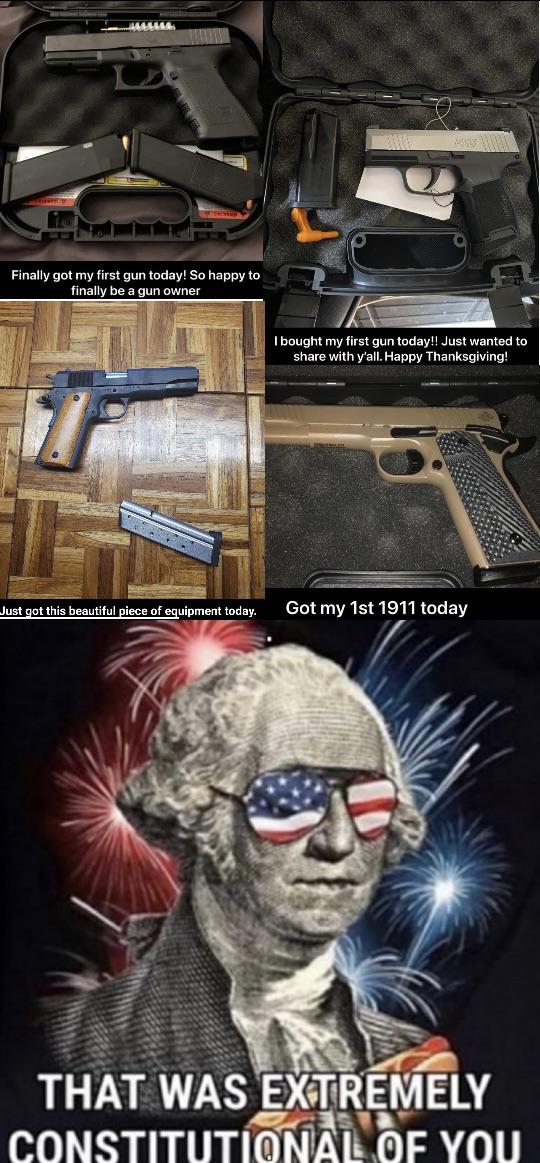 Finally got my first gun today! So happy to
finally be a gun owner
I bought my first gun today!! Just wanted to
share with y'all. Happy Thanksgiving!
Just got this beautiful piece of equipment today.
Got my 1st 1911 today
THAT WAS EXTREMELY
CONSTITUTIONAL OF YOU